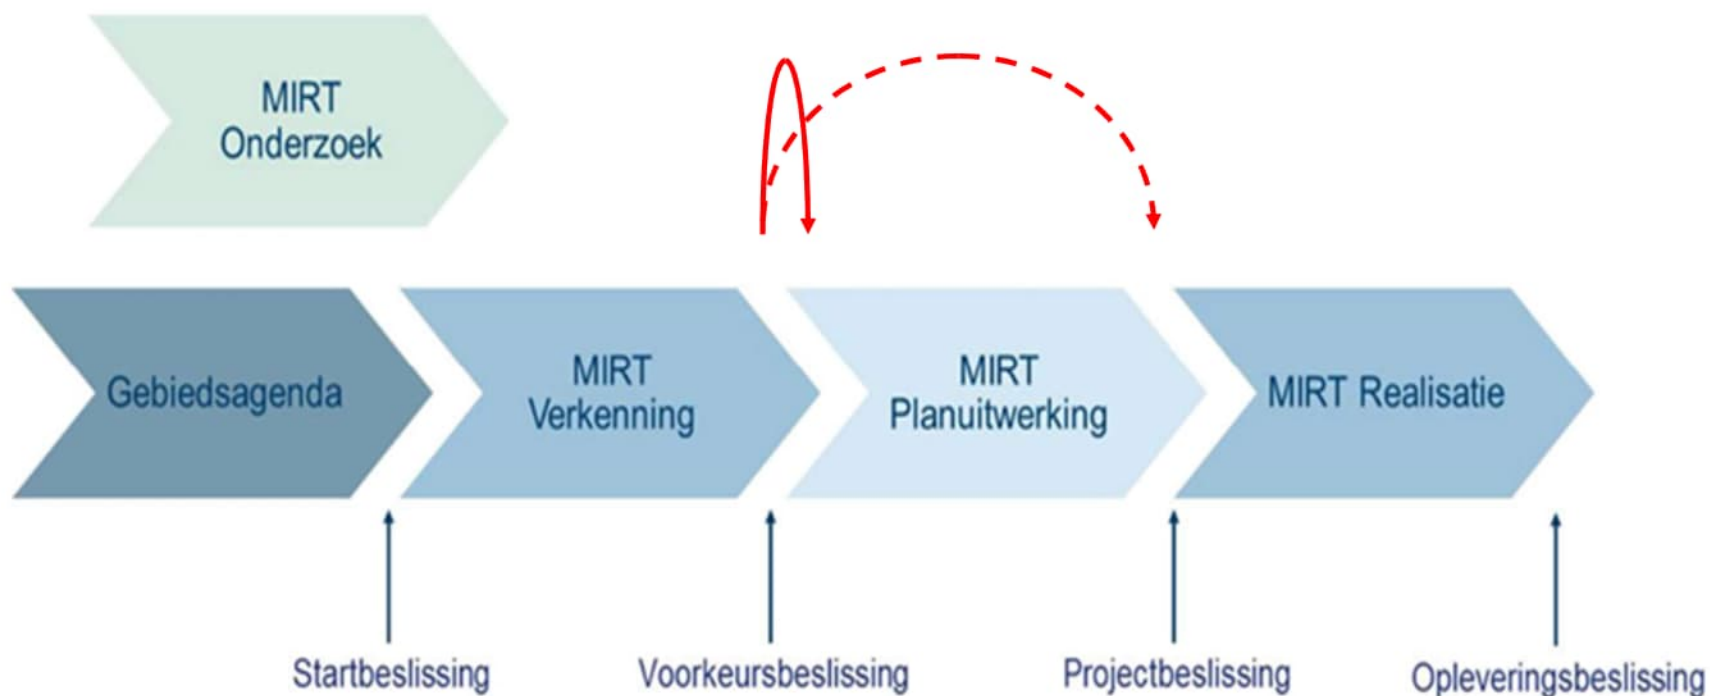 MIRT
Onderzoek
Gebiedsagenda
MIRT
Verkenning
MIRT
Planuitwerking
MIRT Realisatie
Startbeslissing
Voorkeursbeslissing
Projectbeslissing
Opleveringsbeslissing